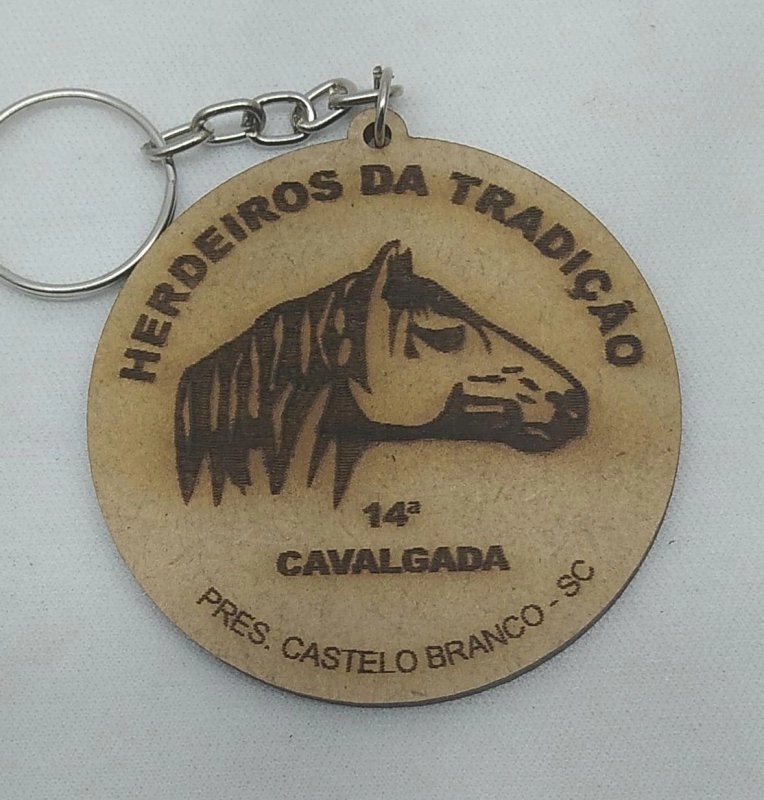 HERDEIROS DA TRADIÇÃO
14ª
CAVALGADA
PRES. CASTELO BRANCO - SC